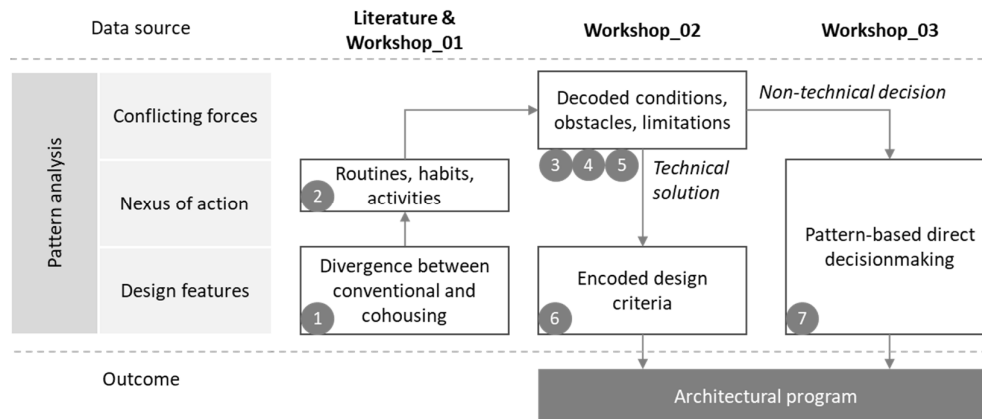 Data source
Literature &
Workshop_01
Workshop_02
Workshop_03
Pattern analysis
Conflicting forces
Nexus of action
Design features
Decoded conditions,
obstacles, limitations
3 4 5
Non-technical decision
Technical
solution
Routines, habits,
activities
2
Divergence between
conventional and
cohousing
1
Encoded design
criteria
6
Pattern-based direct
decisionmaking
7
Outcome
Architectural program